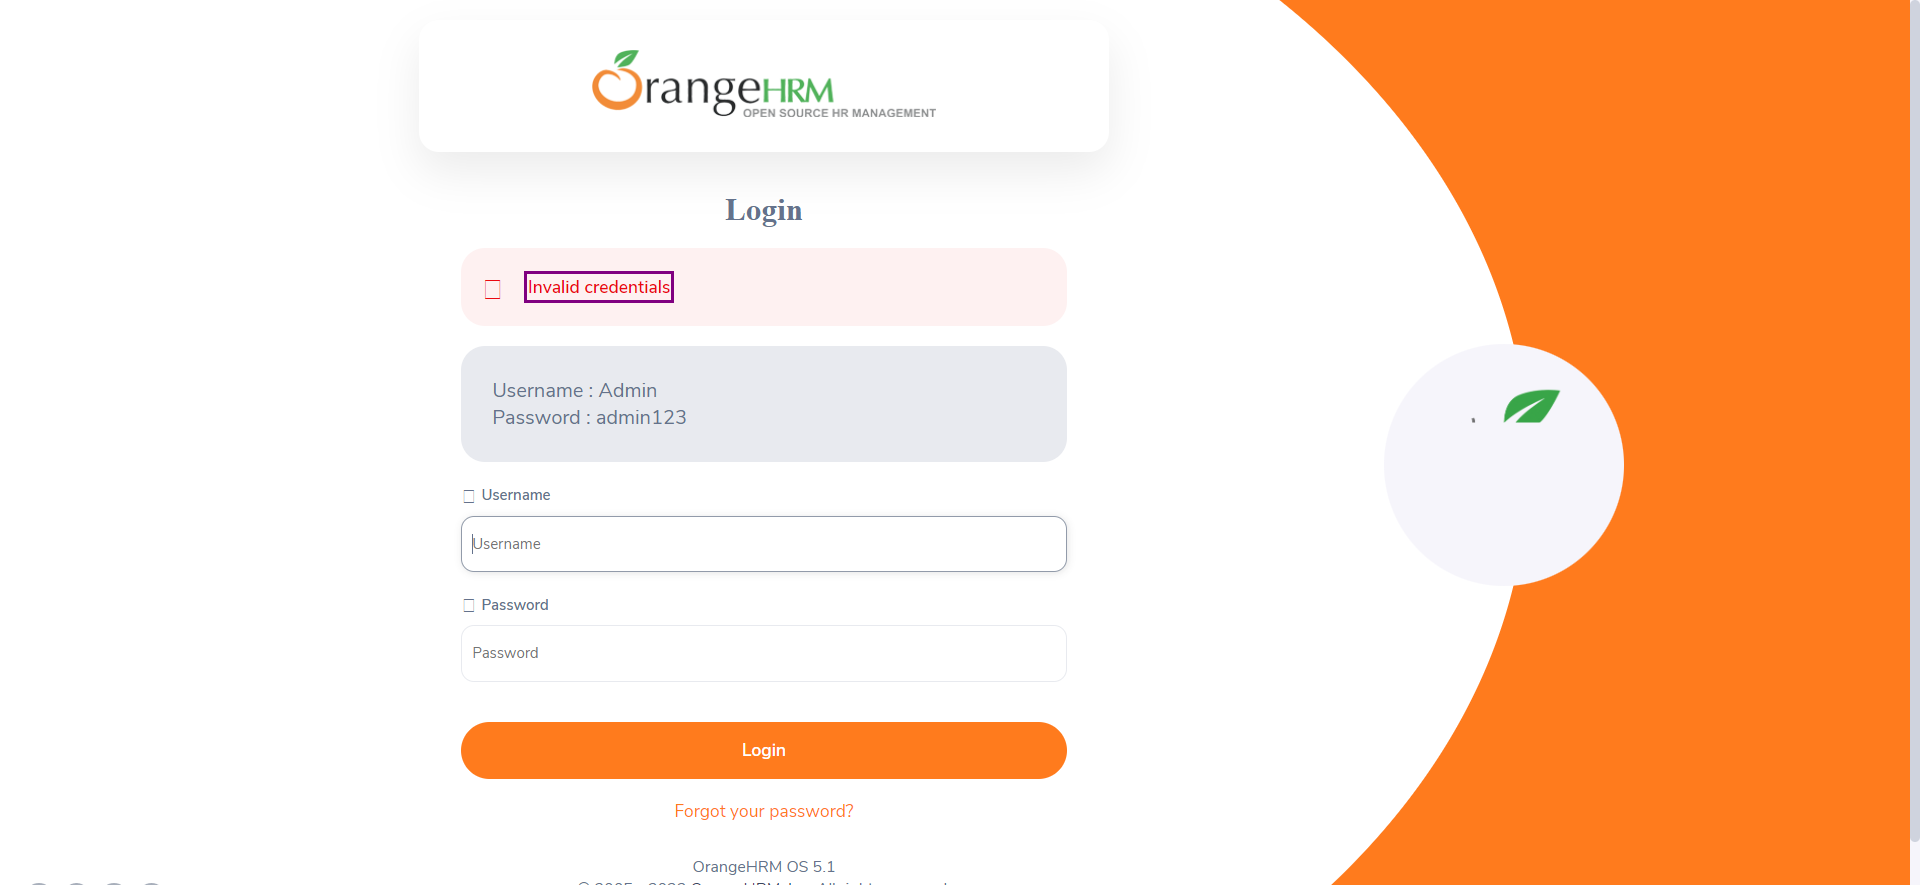 OrangeHRM
OPEN SOURCE HR MANAGEMENT
Login
Invalid credentials
Username : Admin
Password : admin123
Username
Username
Password
Password
Login
Forgot your password?
OrangeHRM OS 5.1